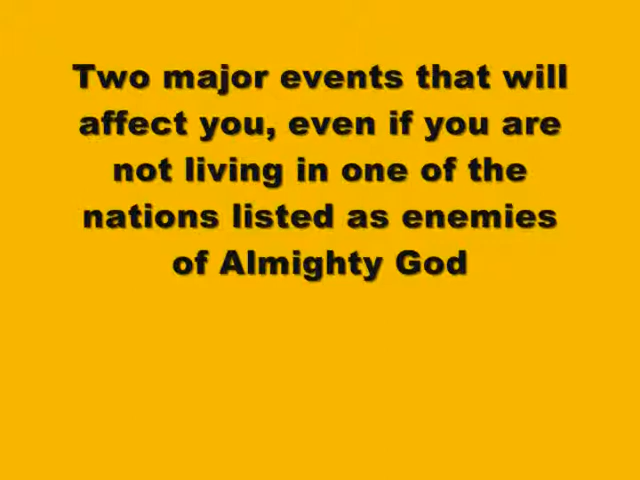 Two major events that will
affect you, even if you are
not living in one of the
nations listed as enemies
of Almighty God